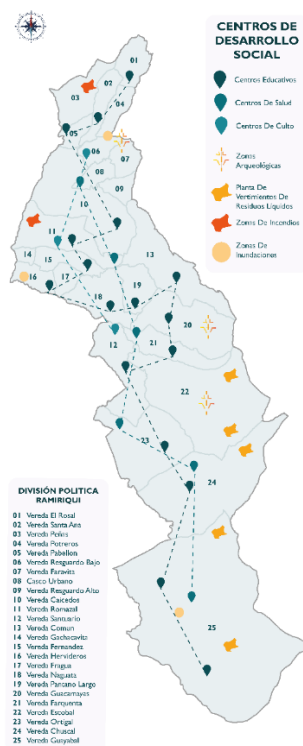 CENTROS DE
DESARROLLO
SOCIAL
Centros Educativos
Centros De Salud
Centros De Culto
Zonas
Arqueológicas
Planta De
Vertimientos De
Residuos Líquidos
Zonas De Incendios
Zonas De
Inundaciones
01
02
03
04
05
06
07
08
09
10
11
13
14
15
16
17
18
19
12
21
20
22
23
24
25
DIVISIÓN POLITICA
RAMIRIQUI
01 Vereda El Rosal
02 Vereda Santa Ana
03 Vereda Peñas
04 Vereda Potreros
05 Vereda Pabellon
06 Vereda Resguardo Bajo
07 Vereda Faravita
08 Casco Urbano
09 Vereda Resguardo Alto
10 Vereda Caicedos
11 Vereda Romazal
12 Vereda Santuario
13 Vereda Comun
14 Vereda Gachacavita
15 Vereda Fernandes
16 Vereda Hervideros
17 Vereda Fragua
18 Vereda Naguata
19 Vereda Pantano Largo
20 Vereda Guacamayas
21 Vereda Farquenta
22 Vereda Escobal
23 Vereda Ortigal
24 Vereda Chuscal
25 Vereda Guayabal